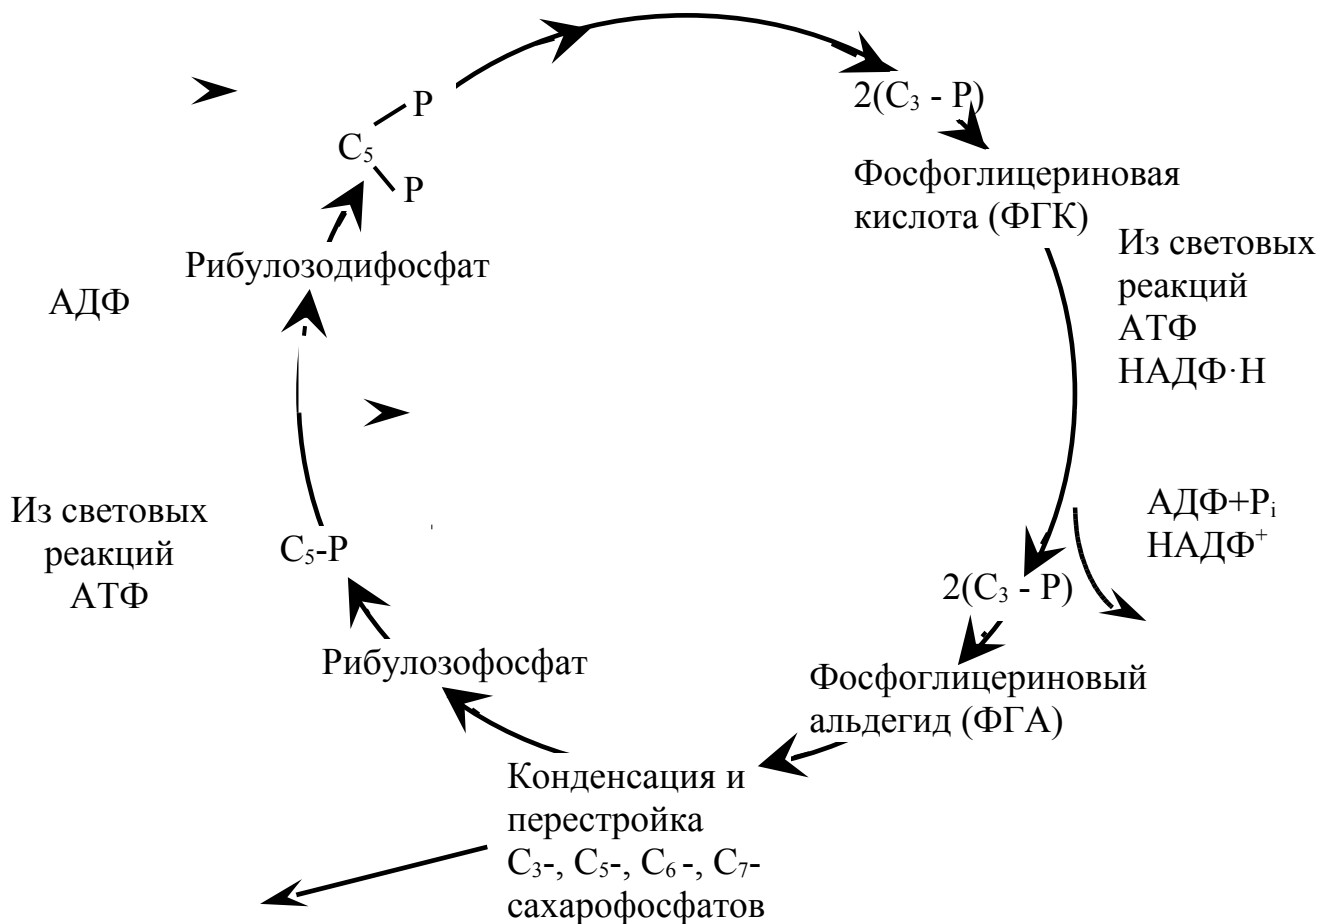 P
C₅
P
Рибулозодифосфат
2(C₃ - P)
Фосфоглицериновая
кислота (ФГК)
Из световых
реакций
АТФ
НАДФ·Н
АДФ
АДФ+Pᵢ
НАДФ⁺
Из световых
реакций
АТФ
C₅-P
2(C₃ - P)
Рибулозофосфат
Фосфоглицериновый
альдегид (ФГА)
Конденсация и
перестройка
C₃-, C₅-, C₆ -, C₇-
сахарофосфатов